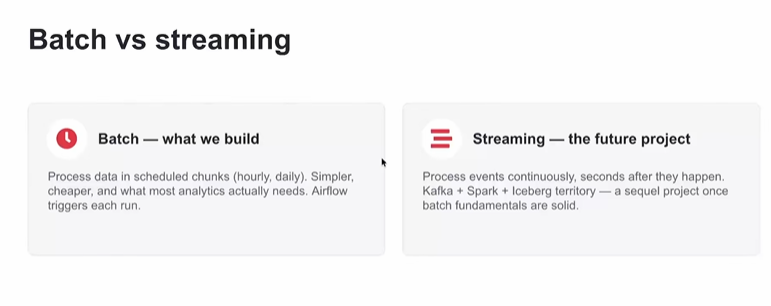 Batch vs streaming
Batch — what we build
Process data in scheduled chunks (hourly, daily). Simpler,
cheaper, and what most analytics actually needs. Airflow
triggers each run.
Streaming — the future project
Process events continuously, seconds after they happen.
Kafka + Spark + Iceberg territory — a sequel project once
batch fundamentals are solid.